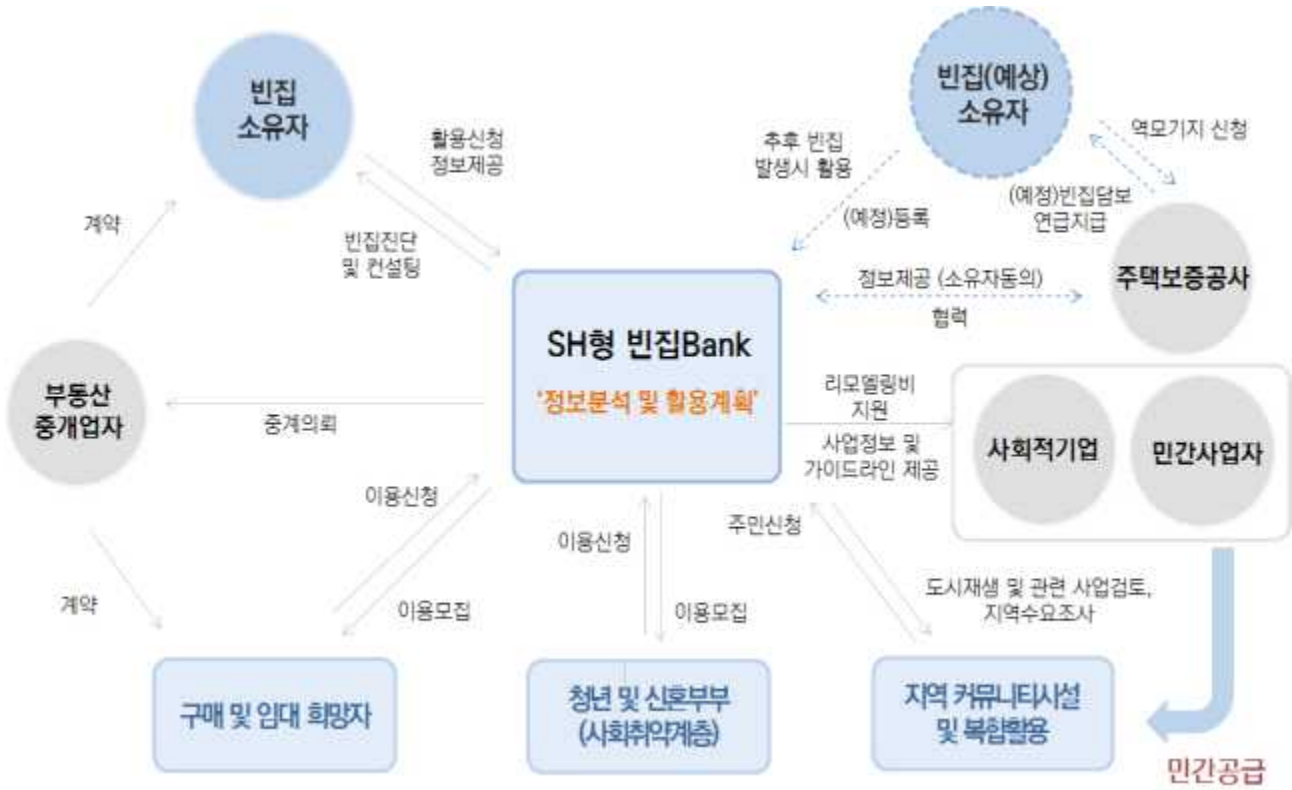 빈집
소유자
빈집(예상)
소유자
활용신청
정보제공
추후 빈집
발생시 활용
역모기지 신청
계약
빈집진단
및 컨설팅
(예정)등록
(예정)빈집담보
연급지급
정보제공 (소유자동의)
협력
주택보증공사
SH형 빈집Bank
'정보분석 및 활용계획'
부동산
중개업자
중계의뢰
리모델링비
지원
사업정보 및
가이드라인 제공
사회적기업
민간사업자
이용신청
이용신청
주민신청
계약
이용모집
이용모집
도시재생 및 관련 사업검토,
지역수요조사
구매 및 임대 희망자
청년 및 신혼부부
(사회취약계층)
지역 커뮤니티시설
및 복합활용
민간공급